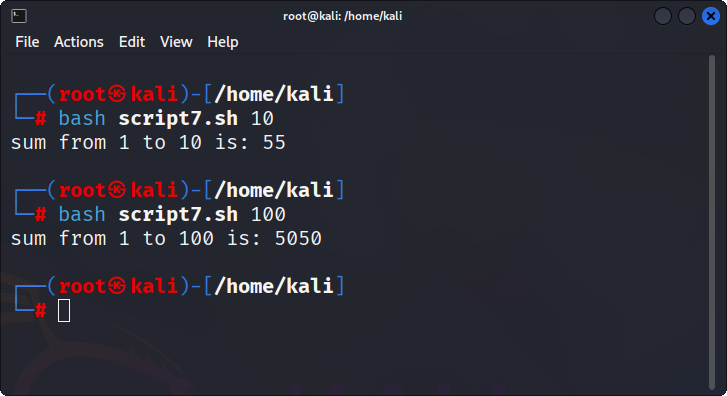 root@kali: /home/kali
File Actions Edit View Help
┌──(root㉿kali)-[/home/kali]
└─# bash script7.sh 10
sum from 1 to 10 is: 55
┌──(root㉿kali)-[/home/kali]
└─# bash script7.sh 100
sum from 1 to 100 is: 5050
┌──(root㉿kali)-[/home/kali]
└─#